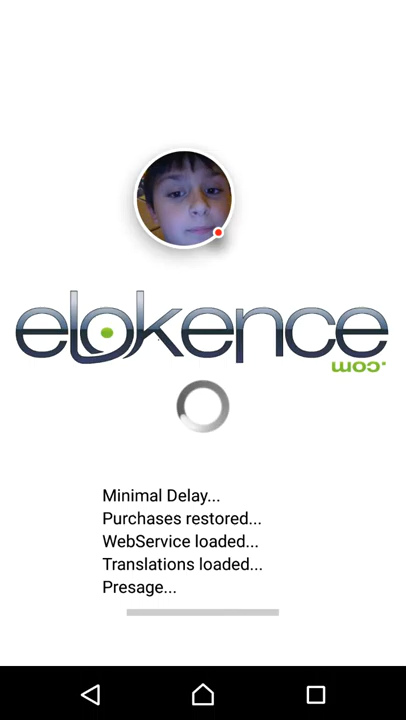 elokence
.com
Minimal Delay...
Purchases restored...
WebService loaded...
Translations loaded...
Presage...